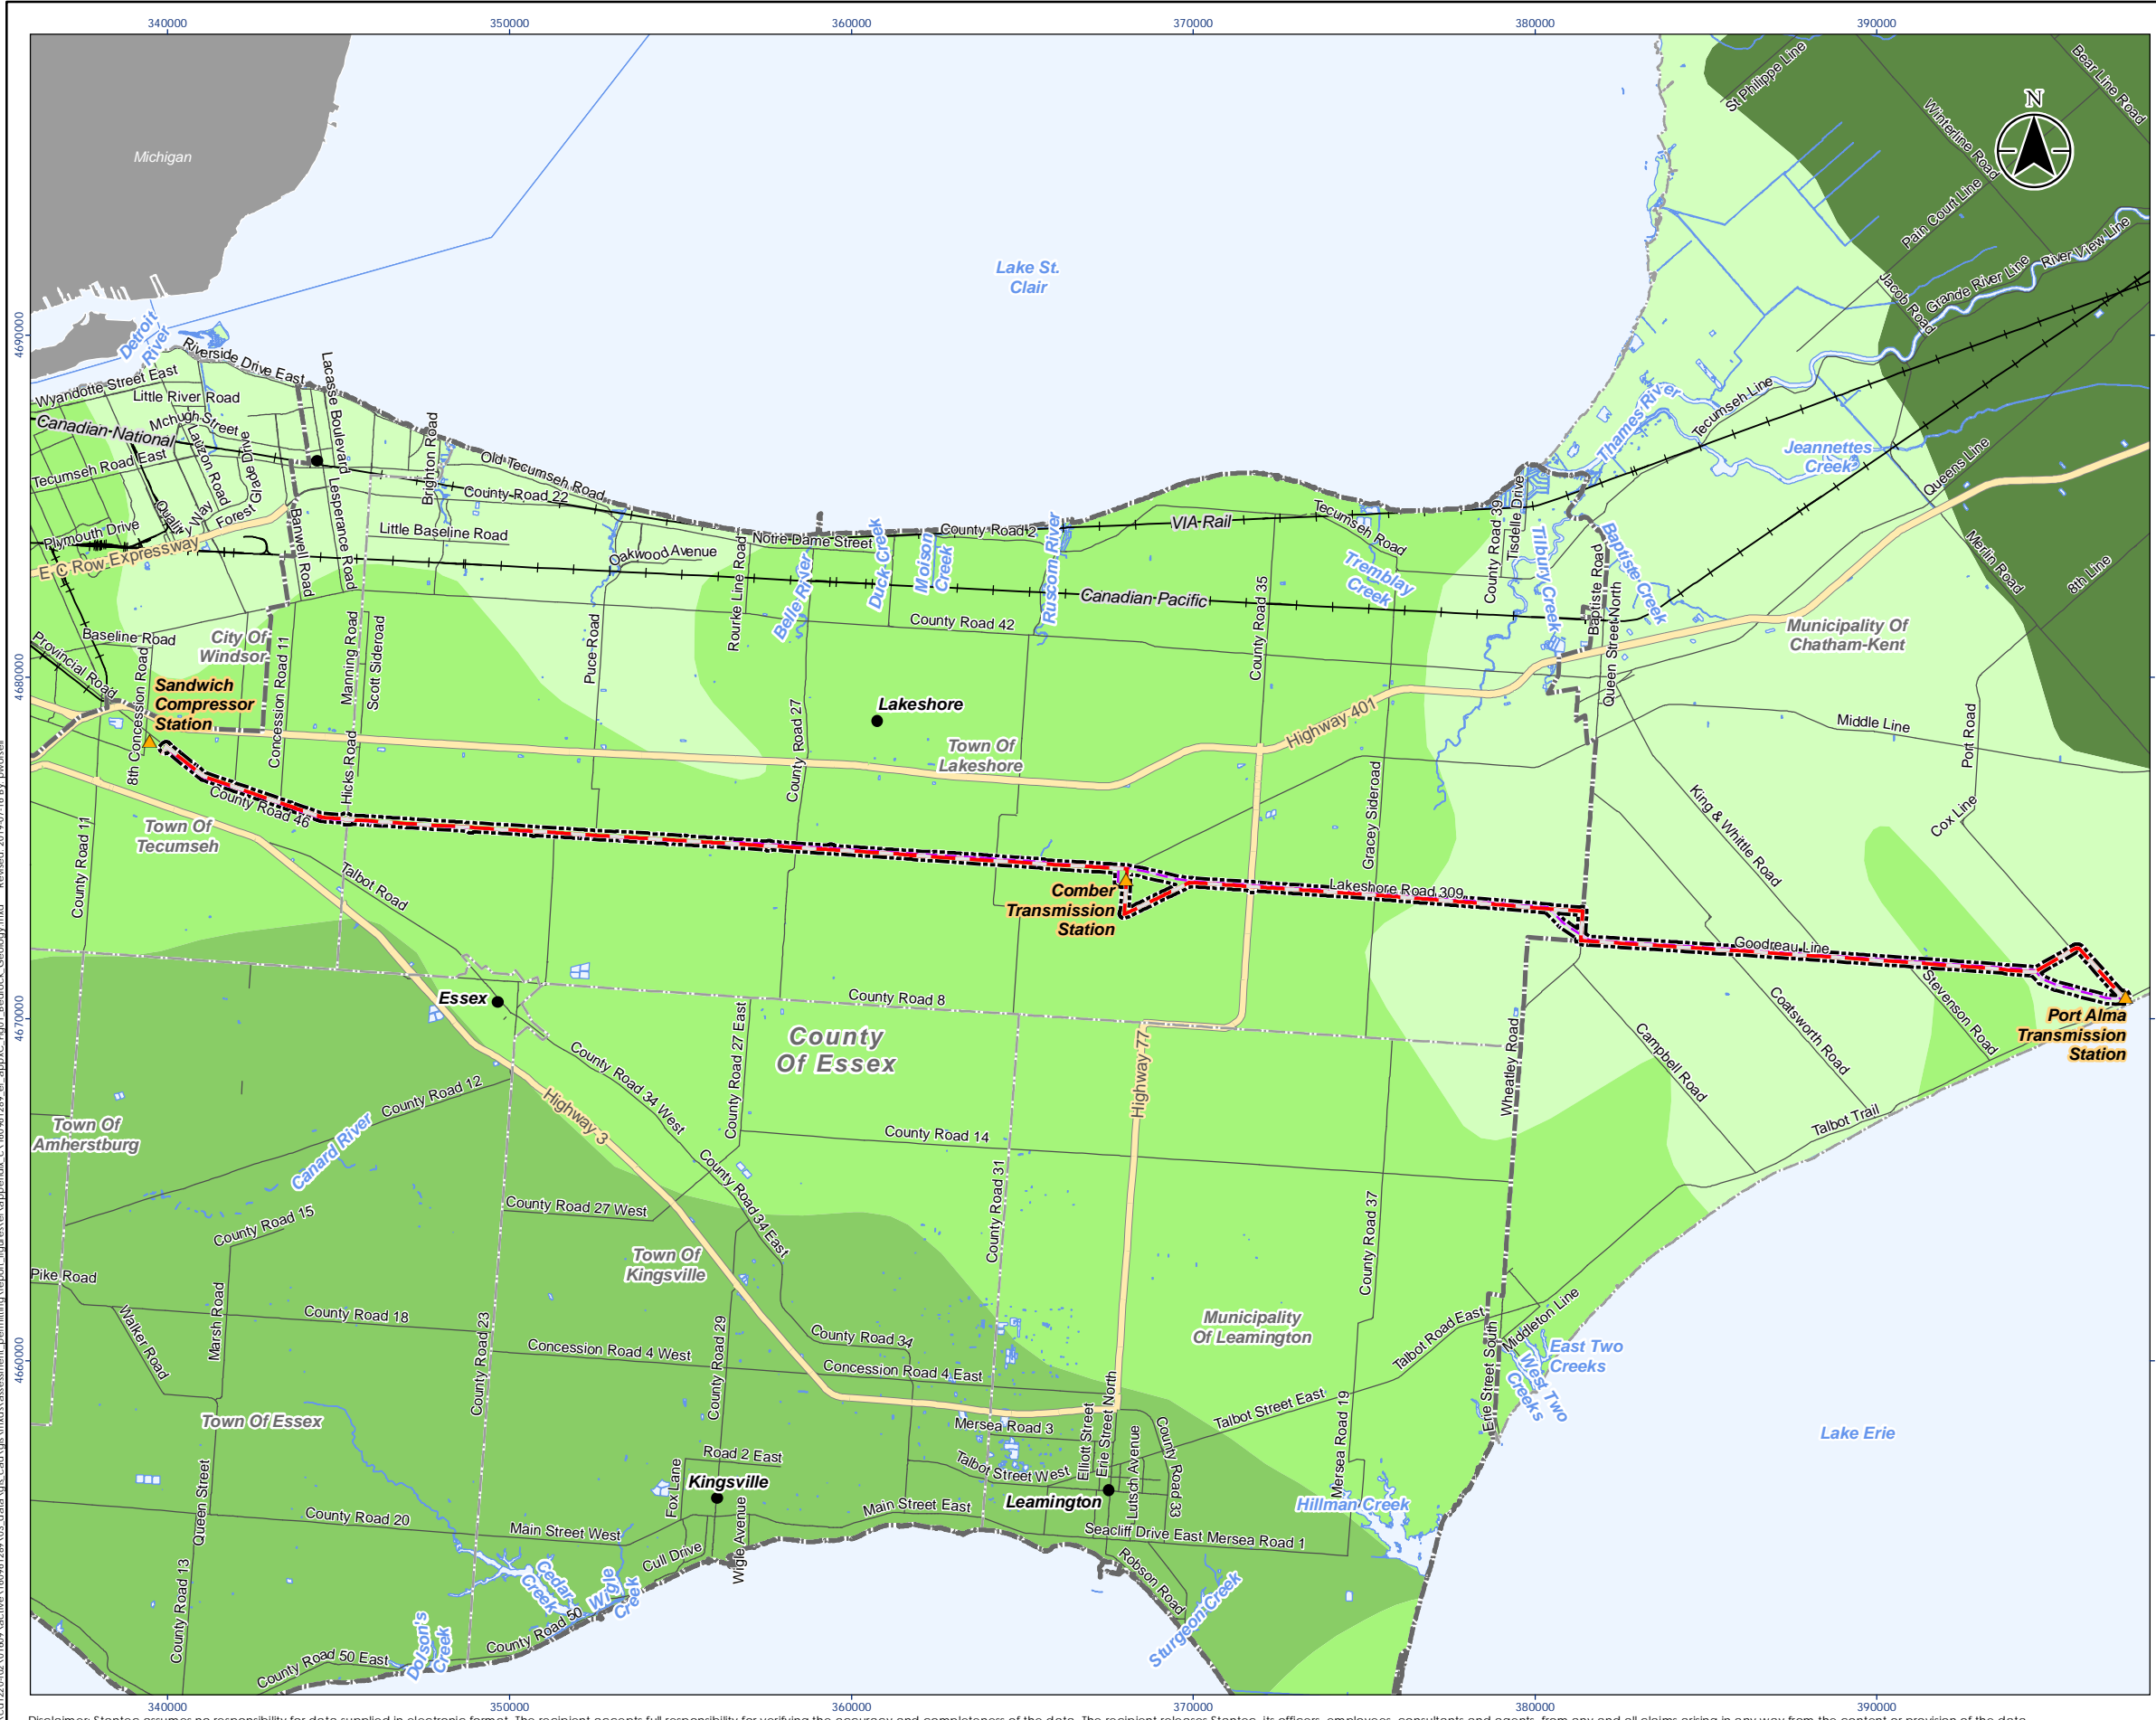 340000
350000
360000
370000
380000
390000
Michigan
St Philippe Line
Bear Line Road
Winterline Road
N
Pain Court Line
Lake St.
Clair
Jacob Road
Grande River Line
River View Line
4690000
Detroit
River
Riverside Drive East
Wyandotte Street East
Little River Road
Lacasse Boulevard
Mchugh Street
Canadian National
Lauzon Road
Tecumseh Road East
Brighton Road
Old Tecumseh Road
County Road 22
Lesperance Road
Little Baseline Road
Quality Way
Forest Glade Drive
Banwell Road
Plymouth Drive
E C Row Expressway
Oakwood Avenue
Notre Dame Street
County Road 2
VIA Rail
Tecumseh Road
Duck Creek
Moison
Creek
Ruscom River
Belle River
Rourke Line Road
Tremblay
Creek
County Road 39
Tisdelle Drive
Tilbury Creek
Baptiste Creek
Baptiste Road
Queen Street North
Thames River
Tecumseh Line
Jeannettes
Creek
Queens Line
Merlin Road
8th Line
Canadian Pacific
County Road 42
County Road 35
Municipality Of
Chatham-Kent
Baseline Road
City Of
Windsor
Provincial Road
8th Concession Road
Concession Road 11
Manning Road
Scott Sideroad
Puce Road
4680000
Sandwich
Compressor
Station
Lakeshore
Town Of
Lakeshore
County Road 27
Highway 401
Middle Line
Port Road
Hicks Road
County Road 46
Town Of
Tecumseh
County Road 11
Talbot Road
Gracey Sideroad
King & Whittle Road
Cox Line
Comber
Transmission
Station
Lakeshore Road 309
Goodreau Line
Stevenson Road
Coatsworth Road
Campbell Road
Port Alma
Transmission
Station
4670000
Essex
County Road 8
County
Of Essex
County Road 27 East
County Road 34 West
Highway 77
Wheatley Road
Talbot Trail
County Road 12
Highway 3
Town Of
Amherstburg
Canard River
County Road 14
County Road 34 East
County Road 31
County Road 37
County Road 15
County Road 27 West
Town Of
Kingsville
Pike Road
Walker Road
Marsh Road
County Road 18
County Road 23
County Road 29
County Road 34
Municipality
Of Leamington
Talbot Road East
Middleton Line
Erie Street South
East Two
Creeks
West Two
Creeks
4660000
Concession Road 4 West
Concession Road 4 East
Town Of Essex
Mersea Road 3
Elliott Street
Erie Street North
Lutsch Avenue
County Road 33
Talbot Street East
Mersea Road 19
Lake Erie
Road 2 East
Talbot Street West
Fox Lane
Kingsville
Leamington
Hillman Creek
Queen Street
County Road 20
Main Street West
Main Street East
Seacliff Drive East
Mersea Road 1
Wigle Avenue
Cull Drive
Robson Road
County Road 13
Cedar
Creek
Wigle
Creek
County Road 50
Dolson's
Creek
County Road 50 East
Sturgeon Creek
340000
350000
360000
370000
380000
390000